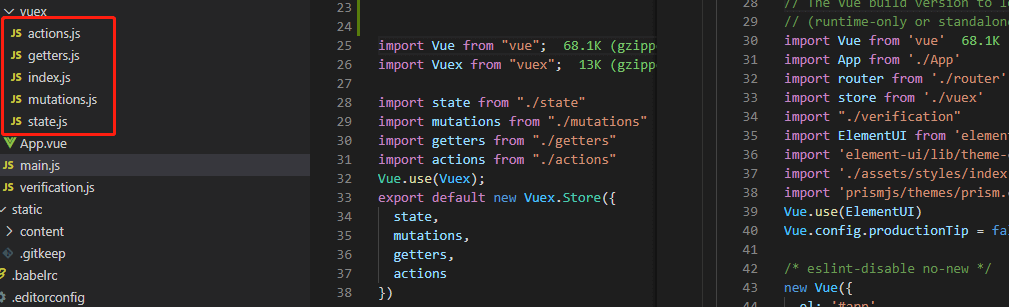 vuex
JS actions.js
JS getters.js
JS index.js
JS mutations.js
JS state.js
App.vue
JS main.js
JS verification.js
static
content
.gitkeep
.babelrc
.editorconfig
23
24
25 import Vue from "vue"; 68.1K (gzippe
26 import Vuex from "vuex"; 13K (gzippe
27
28 import state from "./state"
29 import mutations from "./mutations"
30 import getters from "./getters"
31 import actions from "./actions"
32 Vue.use(Vuex);
33 export default new Vuex.Store({
34 state,
35 mutations,
36 getters,
37 actions
38 })
28 // The Vue build version to l
29 // (runtime-only or standalon
30 import Vue from 'vue' 68.1K
31 import App from './App'
32 import router from './router'
33 import store from './vuex'
34 import "./verification"
35 import ElementUI from 'element
36 import 'element-ui/lib/theme-
37 import './assets/styles/index
38 import 'prismjs/themes/prism.
39 Vue.use(ElementUI)
40 Vue.config.productionTip = fa
41
42 /* eslint-disable no-new */
43 new Vue({
44 el: '#app'